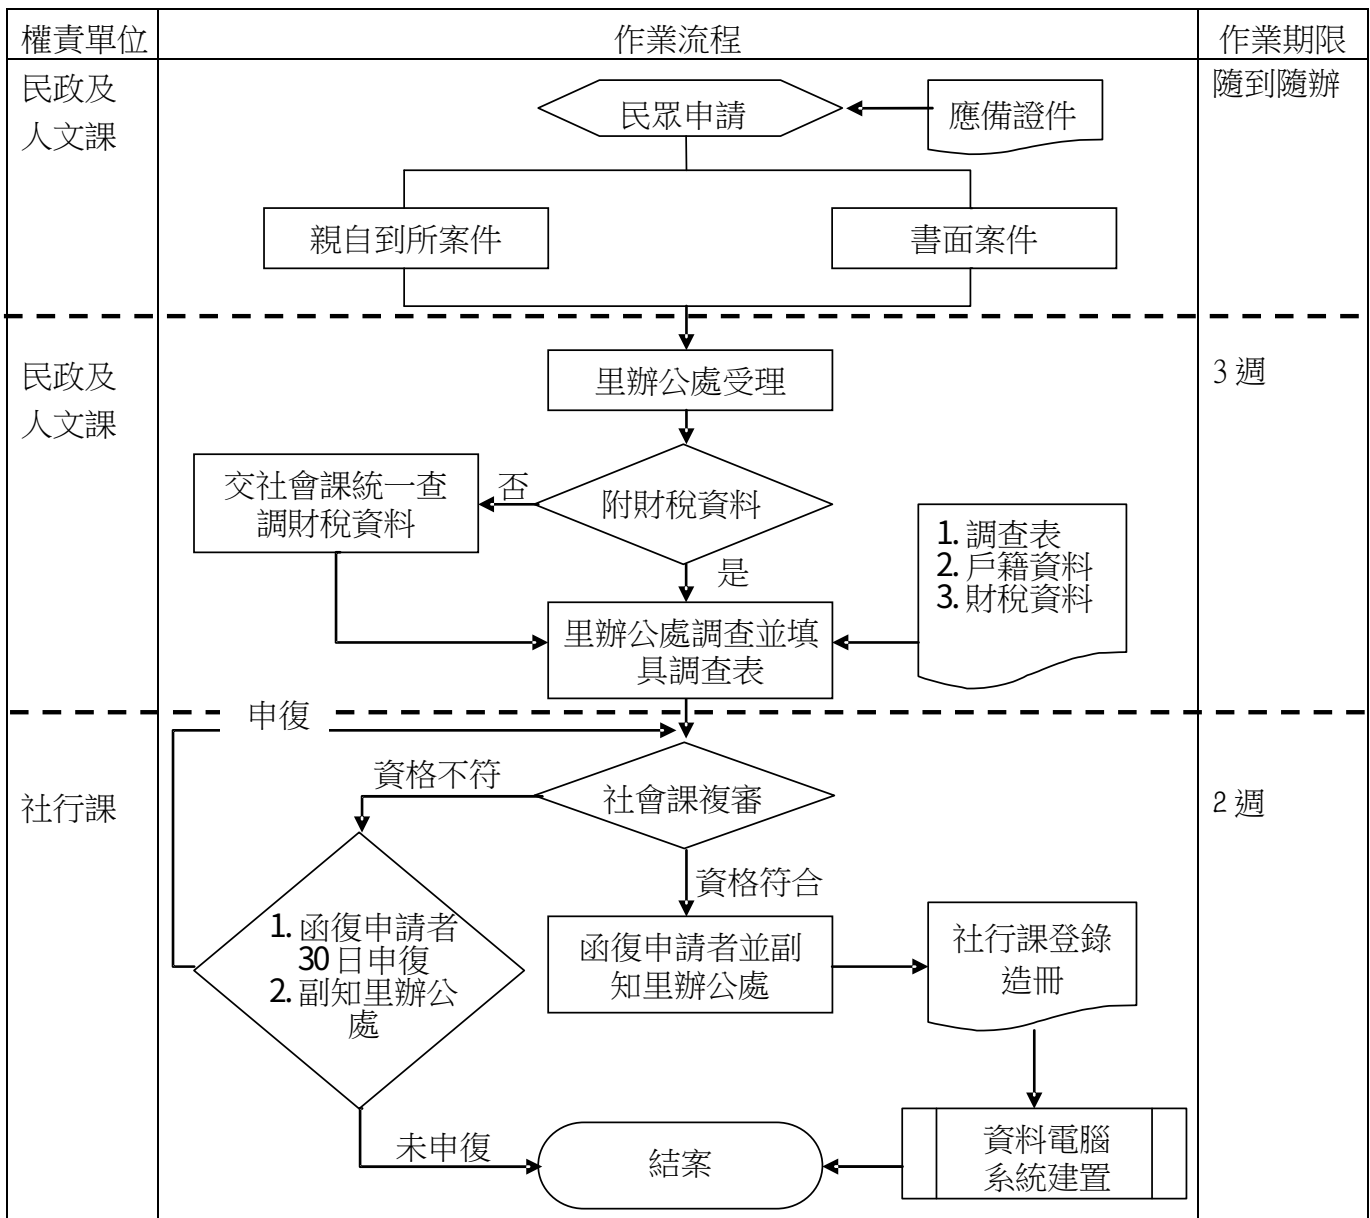 權責單位
作業流程
作業期限
民政及
人文課
隨到隨辦
民眾申請
應備證件
親自到所案件
書面案件
民政及
人文課
3 週
里辦公處受理
交社會課統一查
調財稅資料
否
附財稅資料
是
1. 調查表
2. 戶籍資料
3. 財稅資料
里辦公處調查並填
具調查表
申復
社行課
2 週
資格不符
社會課複審
資格符合
1. 函復申請者
30 日申復
2. 副知里辦公
處
函復申請者並副
知里辦公處
社行課登錄
造冊
未申復
結案
資料電腦
系統建置